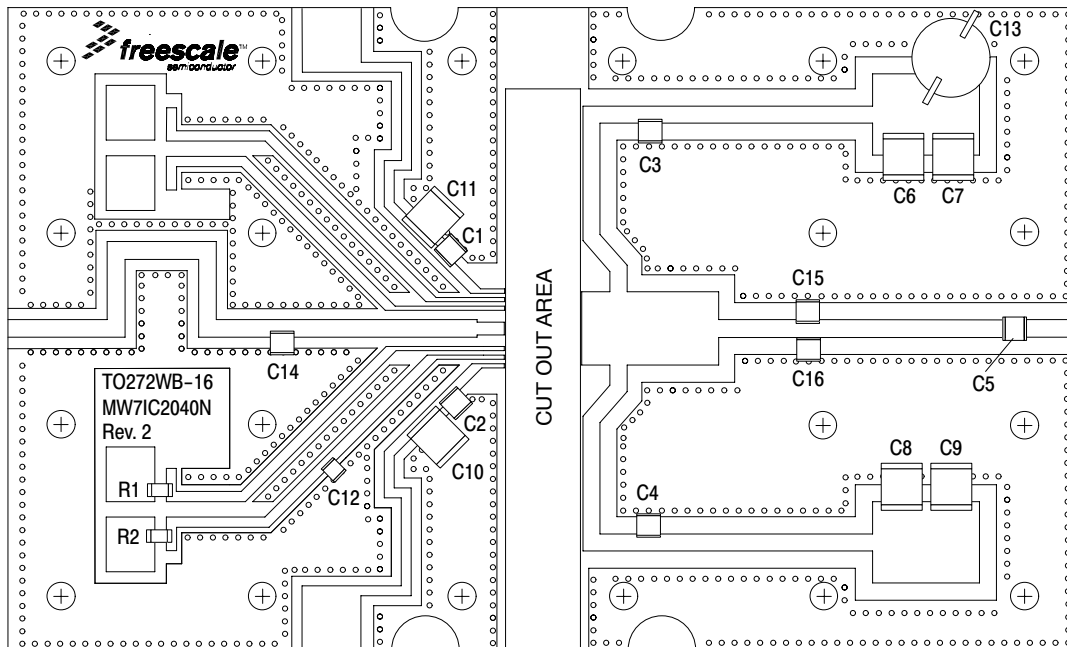 freescale™
semiconductor
C13
C3
C6 C7
C11
C1
C15
CUT OUT AREA
C14
C16
C5
TO272WB-16
MW7IC2040N
Rev. 2
C2
C10
C8 C9
R1
C12
C4
R2